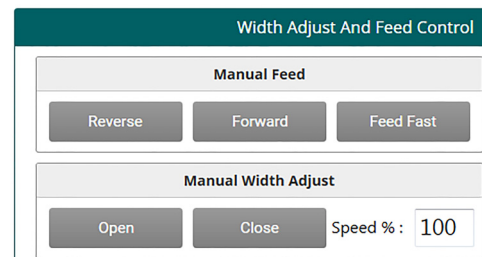 Width Adjust And Feed Control
Manual Feed
Reverse Forward Feed Fast
Manual Width Adjust
Open Close Speed % : 100